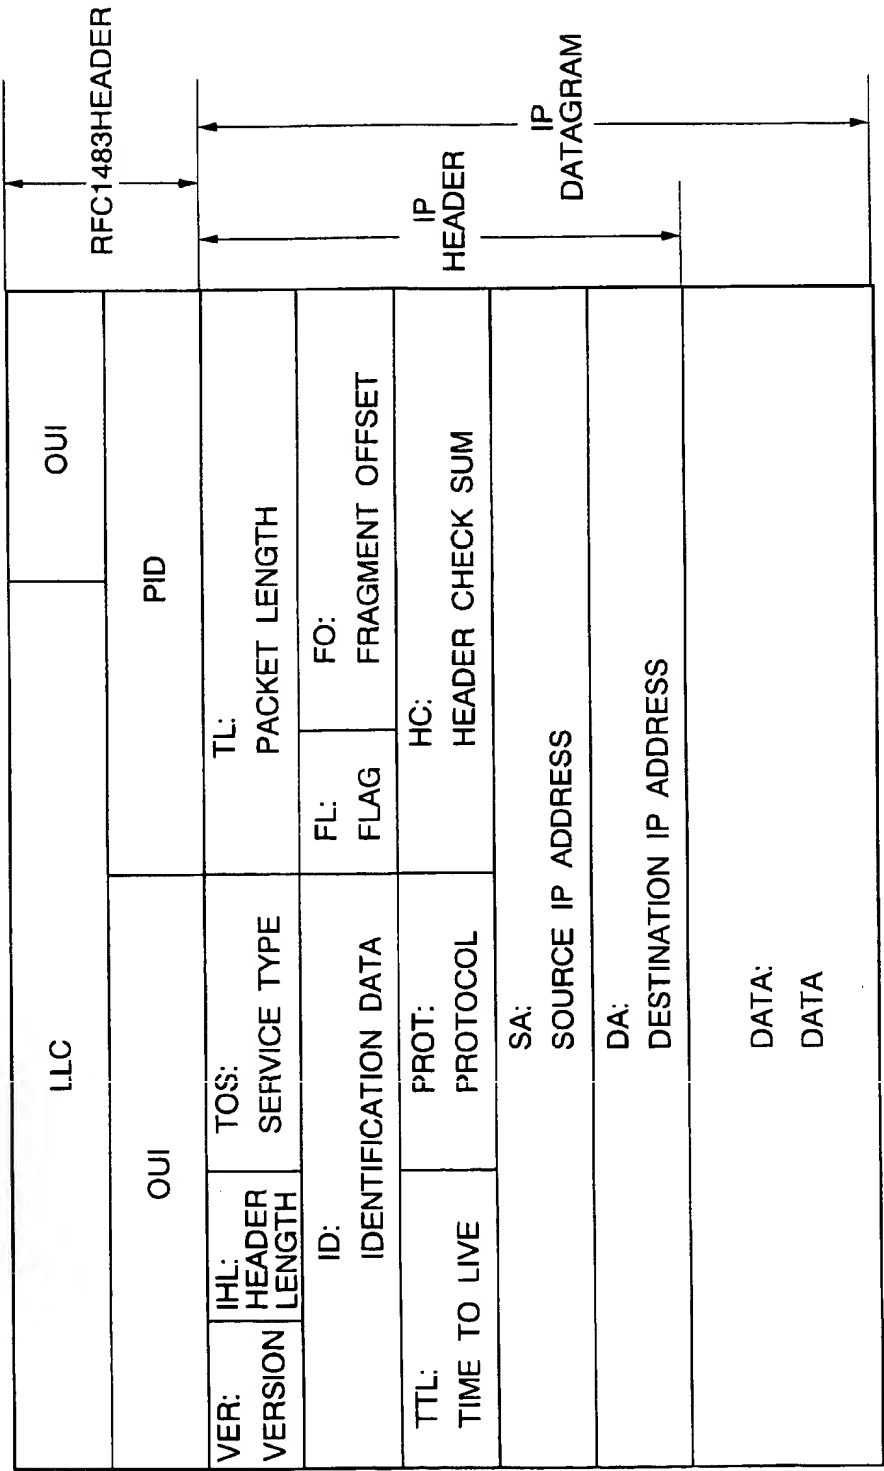 LLC
OUI
RFC1483HEADER
OUI
PID
VER:
VERSION
IHL:
HEADER
LENGTH
TOS:
SERVICE TYPE
TL:
PACKET LENGTH
ID:
IDENTIFICATION DATA
FL:
FLAG
FO:
FRAGMENT OFFSET
TTL:
TIME TO LIVE
PROT:
PROTOCOL
HC:
HEADER CHECK SUM
SA:
SOURCE IP ADDRESS
DA:
DESTINATION IP ADDRESS
IP
HEADER
IP
DATAGRAM
DATA:
DATA